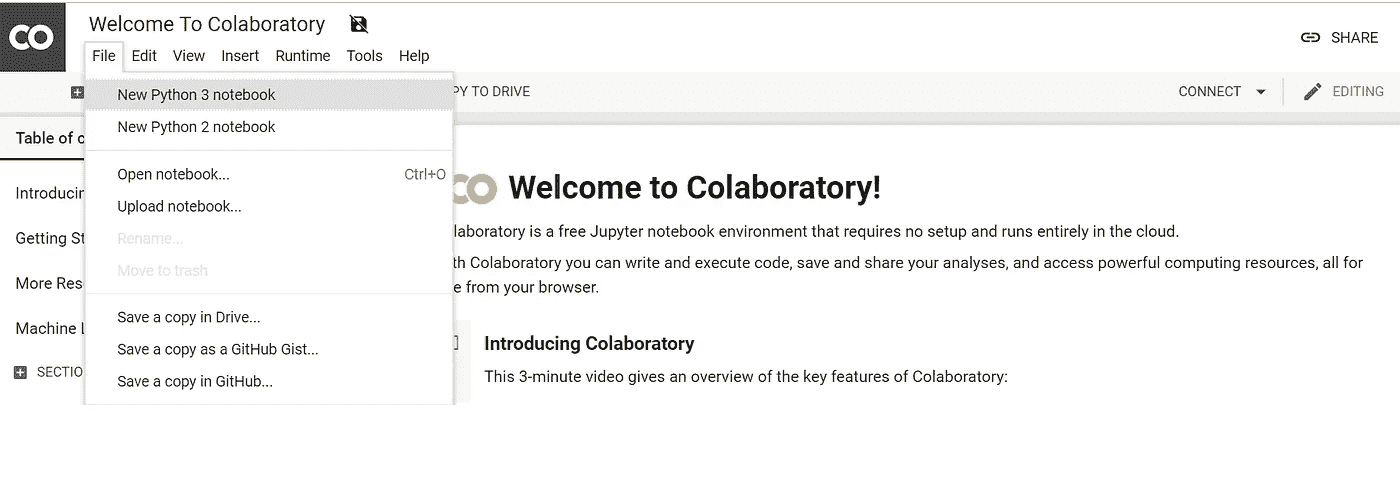 CO Welcome To Colaboratory
File Edit View Insert Runtime Tools Help
SHARE
PY TO DRIVE
CONNECT
EDITING
New Python 3 notebook
New Python 2 notebook
Open notebook... Ctrl+O
Upload notebook...
Rename...
Move to trash
Save a copy in Drive...
Save a copy as a GitHub Gist...
Save a copy in GitHub...
Table of c
Introducin
Getting St
More Res
Machine L
SECTIO
CO Welcome to Colaboratory!
laboratory is a free Jupyter notebook environment that requires no setup and runs entirely in the cloud.
th Colaboratory you can write and execute code, save and share your analyses, and access powerful computing resources, all for
e from your browser.
Introducing Colaboratory
This 3-minute video gives an overview of the key features of Colaboratory: